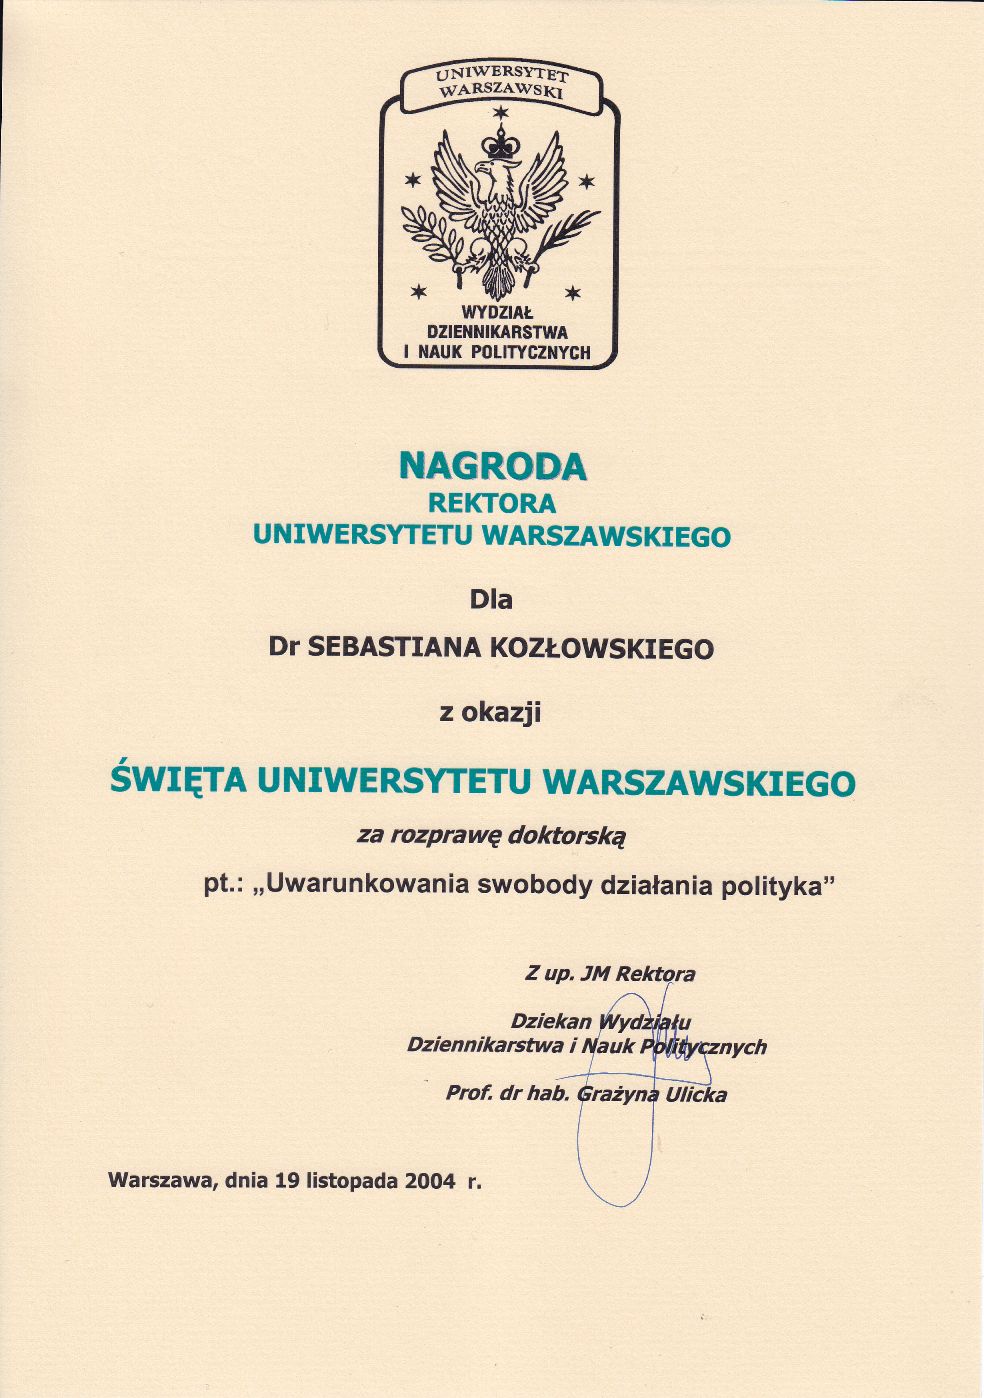 UNIWERSYTET
WARSZAWSKI
WYDZIAŁ
DZIENNIKARSTWA
I NAUK POLITYCZNYCH
NAGRODA
REKTORA
UNIWERSYTETU WARSZAWSKIEGO
Dla
Dr SEBASTIANA KOZŁOWSKIEGO
z okazji
ŚWIĘTA UNIWERSYTETU WARSZAWSKIEGO
za rozprawę doktorską
pt.: „Uwarunkowania swobody działania polityka”
Z up. JM Rektora
Dziekan Wydziału
Dziennikarstwa i Nauk Politycznych
Prof. dr hab. Grażyna Ulicka
Warszawa, dnia 19 listopada 2004 r.